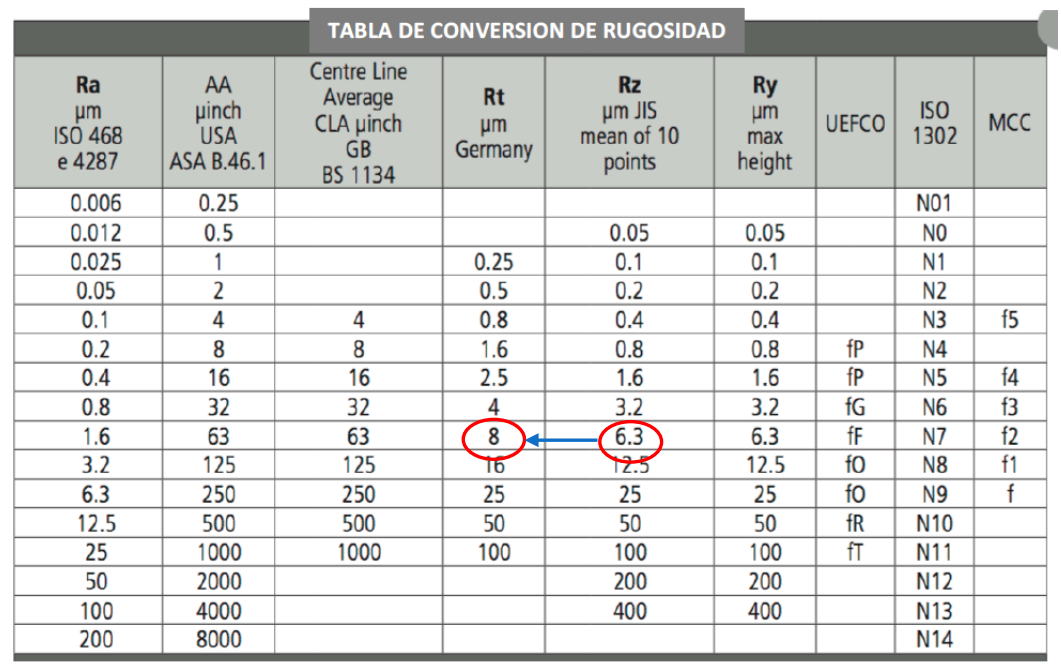 TABLA DE CONVERSION DE RUGOSIDAD
Ra µm ISO 468 e 4287 AA µinch USA ASA B.46.1 Centre Line Average CLA µinch GB BS 1134 Rt µm Germany Rz µm JIS mean of 10 points Ry µm max height UEFCO ISO 1302 MCC
0.006 0.25 N01
0.012 0.5 0.05 0.05 N0
0.025 1 0.25 0.1 0.1 N1
0.05 2 0.5 0.2 0.2 N2
0.1 4 4 0.8 0.4 0.4 N3 f5
0.2 8 8 1.6 0.8 0.8 fP N4
0.4 16 16 2.5 1.6 1.6 fP N5 f4
0.8 32 32 4 3.2 3.2 fG N6 f3
1.6 63 63 8 6.3 6.3 fF N7 f2
3.2 125 125 16 12.5 12.5 fO N8 f1
6.3 250 250 25 25 25 fO N9 f
12.5 500 500 50 50 50 fR N10
25 1000 1000 100 100 100 fT N11
50 2000 200 200 N12
100 4000 400 400 N13
200 8000 N14